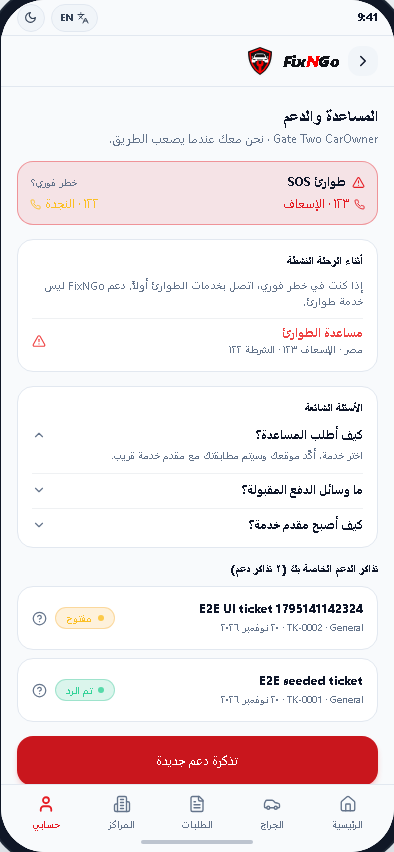 9:41
EN
FixNGo
المساعدة والدعم
Gate Two CarOwner · نحن معك عندما يصعب الطريق.
طوارئ SOS
خطر فوري؟
١٢٣ · الإسعاف
١٢٢ · النجدة
أثناء الرحلة النشطة
إذا كنت في خطر فوري، اتصل بخدمات الطوارئ أولاً. دعم FixNGo ليس
خدمة طوارئ.
مساعدة الطوارئ
مصر · الإسعاف ١٢٣ · الشرطة ١٢٢
الأسئلة الشائعة
كيف أطلب المساعدة؟
اختر خدمة، أكّد موقعك وسيتم مطابقتك مع مقدم خدمة قريب.
ما وسائل الدفع المقبولة؟
كيف أصبح مقدم خدمة؟
تذاكر الدعم الخاصة بك (٢ تذاكر دعم)
E2E UI ticket 1795141142324
مفتوح
General · TK-0002 · ٢٠ نوفمبر ٢٠٢٦
E2E seeded ticket
تم الرد
General · TK-0001 · ٢٠ نوفمبر ٢٠٢٦
تذكرة دعم جديدة
الرئيسية
الجراج
الطلبات
المراكز
حسابي